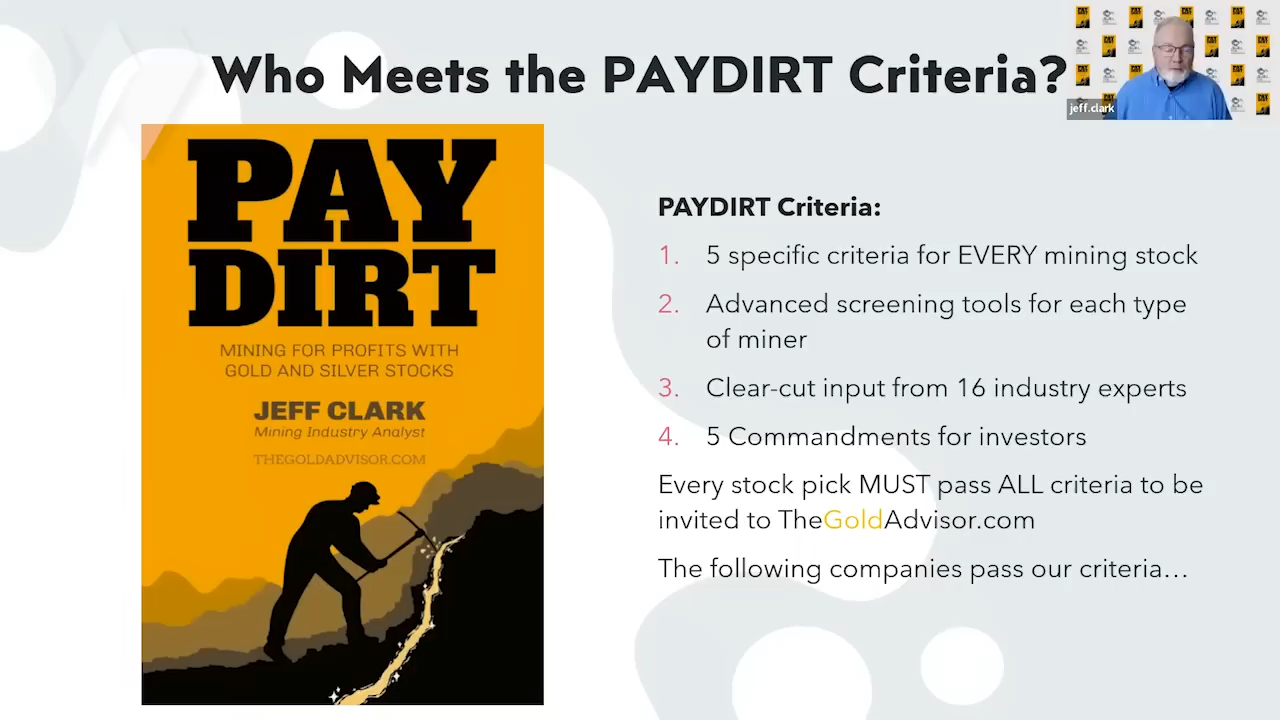 Who Meets the PAYDIRT Criteria?
jeff.clark
PAY
DIRT
MINING FOR PROFITS WITH
GOLD AND SILVER STOCKS
JEFF CLARK
Mining Industry Analyst
THEGOLDADVISOR.COM
PAYDIRT Criteria:
1. 5 specific criteria for EVERY mining stock
2. Advanced screening tools for each type
of miner
3. Clear-cut input from 16 industry experts
4. 5 Commandments for investors
Every stock pick MUST pass ALL criteria to be
invited to TheGoldAdvisor.com
The following companies pass our criteria…